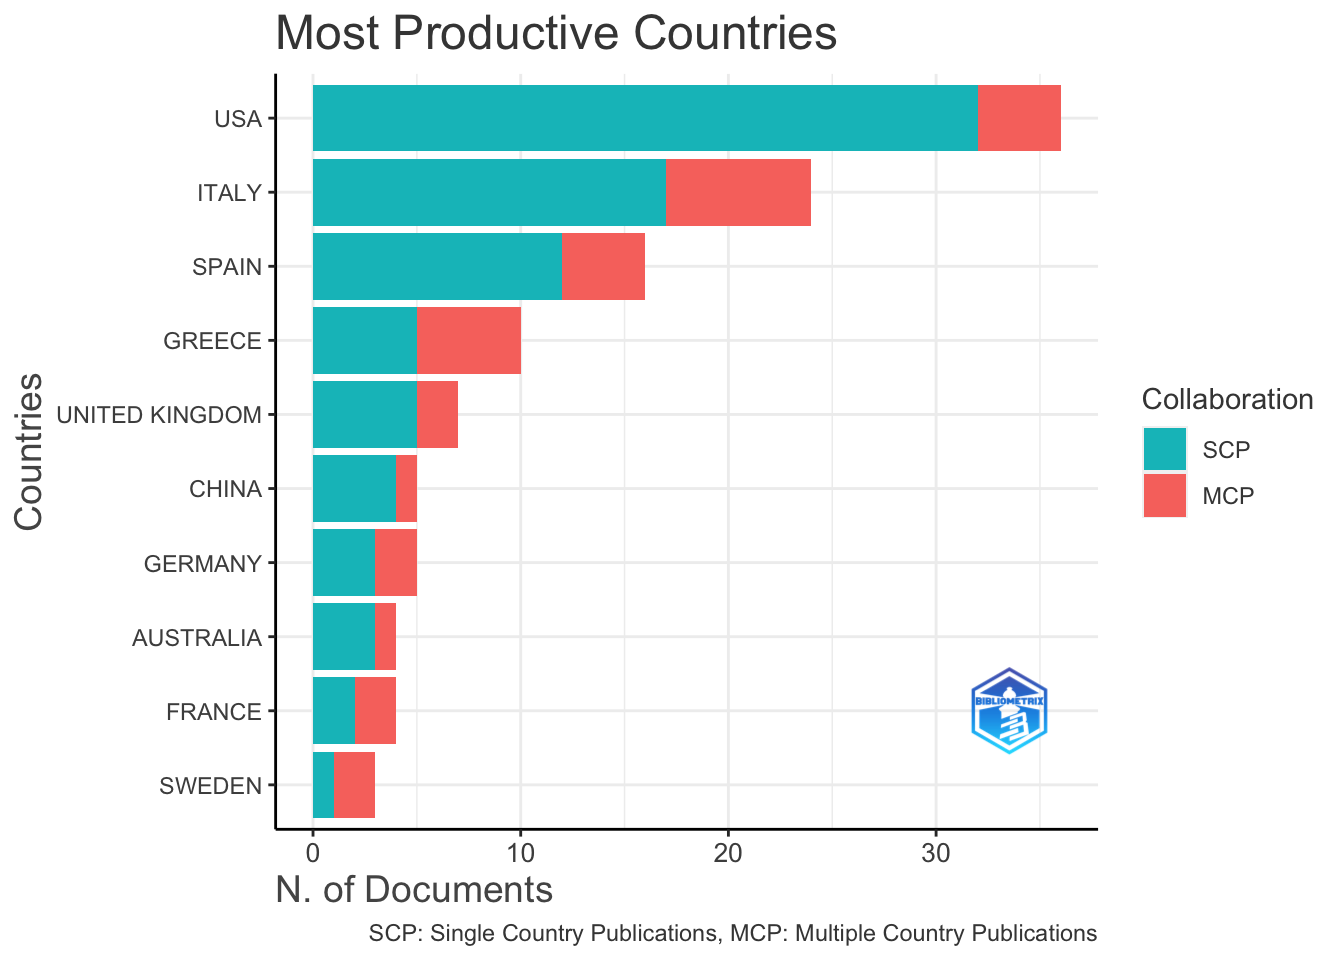 Most Productive Countries
USA
ITALY
SPAIN
GREECE
UNITED KINGDOM
CHINA
GERMANY
AUSTRALIA
FRANCE
SWEDEN
Countries
0 10 20 30
N. of Documents
SCP: Single Country Publications, MCP: Multiple Country Publications
Collaboration
SCP
MCP
BIBLIOMETRIX